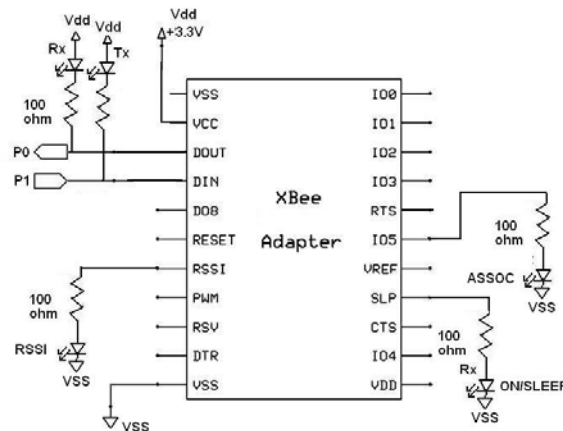 Vdd
Vdd
Vdd
+3.3V
Rx
Tx
100
ohm
P0
P1
VSS
VCC
DOUT
DIN
DO8
RESET
RSSI
PWM
RSV
DTR
VSS
XBee
Adapter
IO0
IO1
IO2
IO3
RTS
IO5
VREF
SLP
CTS
IO4
VDD
100
ohm
RSSI
VSS
VSS
100
ohm
ASSOC
VSS
100
ohm
Rx
ON/SLEEP
VSS